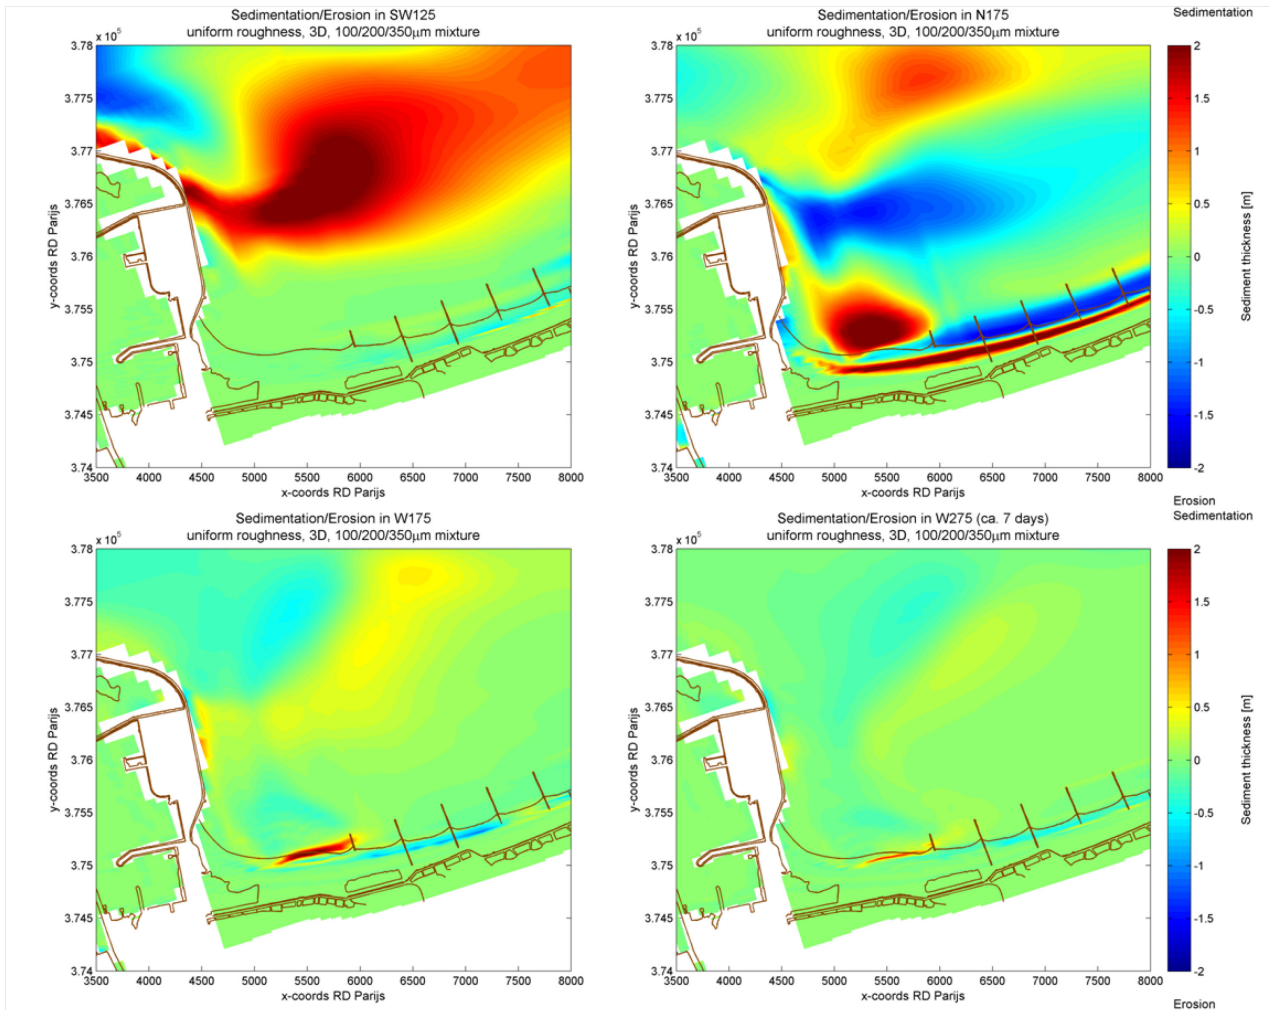 Sedimentation/Erosion in SW125
uniform roughness, 3D, 100/200/350μm mixture
x 10⁵
3.78
3.775
3.77
3.765
3.76
3.755
3.75
3.745
3.74
y-coords RD Parijs
3500 4000 4500 5000 5500 6000 6500 7000 7500 8000
x-coords RD Parijs
Sedimentation/Erosion in N175
uniform roughness, 3D, 100/200/350μm mixture
x 10⁵
3.78
3.775
3.77
3.765
3.76
3.755
3.75
3.745
3.74
y-coords RD Parijs
3500 4000 4500 5000 5500 6000 6500 7000 7500 8000
x-coords RD Parijs
Sedimentation
2
1.5
1
0.5
0
-0.5
-1
-1.5
-2
Sediment thickness [m]
Erosion
Sedimentation/Erosion in W175
uniform roughness, 3D, 100/200/350μm mixture
x 10⁵
3.78
3.775
3.77
3.765
3.76
3.755
3.75
3.745
3.74
y-coords RD Parijs
3500 4000 4500 5000 5500 6000 6500 7000 7500 8000
x-coords RD Parijs
Sedimentation/Erosion in W275 (ca. 7 days)
uniform roughness, 3D, 100/200/350μm mixture
x 10⁵
3.78
3.775
3.77
3.765
3.76
3.755
3.75
3.745
3.74
y-coords RD Parijs
3500 4000 4500 5000 5500 6000 6500 7000 7500 8000
x-coords RD Parijs
Sedimentation
2
1.5
1
0.5
0
-0.5
-1
-1.5
-2
Sediment thickness [m]
Erosion